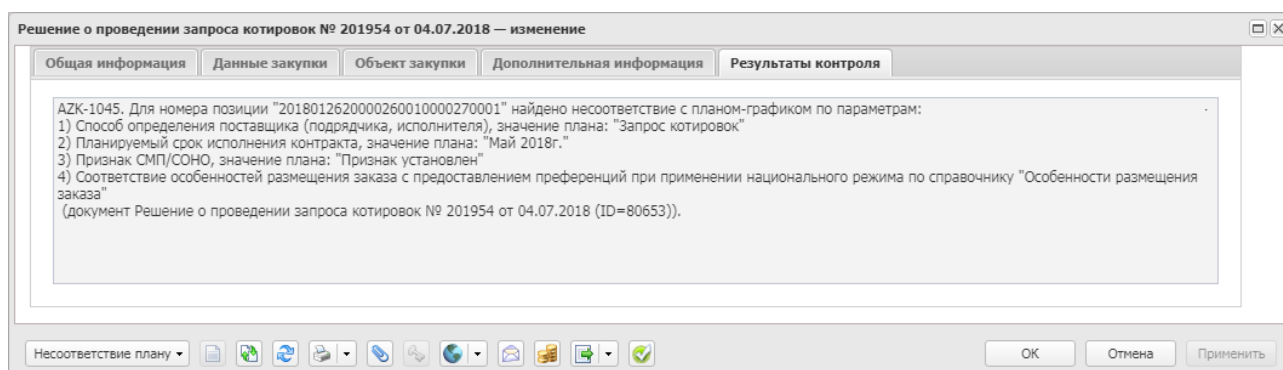 Решение о проведении запроса котировок № 201954 от 04.07.2018 — изменение
Общая информация
Данные закупки
Объект закупки
Дополнительная информация
Результаты контроля
AZK-1045. Для номера позиции "2018012620000260010000270001" найдено несоответствие с планом-графиком по параметрам:
1) Способ определения поставщика (подрядчика, исполнителя), значение плана: "Запрос котировок"
2) Планируемый срок исполнения контракта, значение плана: "Май 2018г."
3) Признак СМП/СОНО, значение плана: "Признак установлен"
4) Соответствие особенностей размещения заказа с предоставлением преференций при применении национального режима по справочнику "Особенности размещения
заказа"
(документ Решение о проведении запроса котировок № 201954 от 04.07.2018 (ID=80653)).
Несоответствие плану
ОК
Отмена
Применить